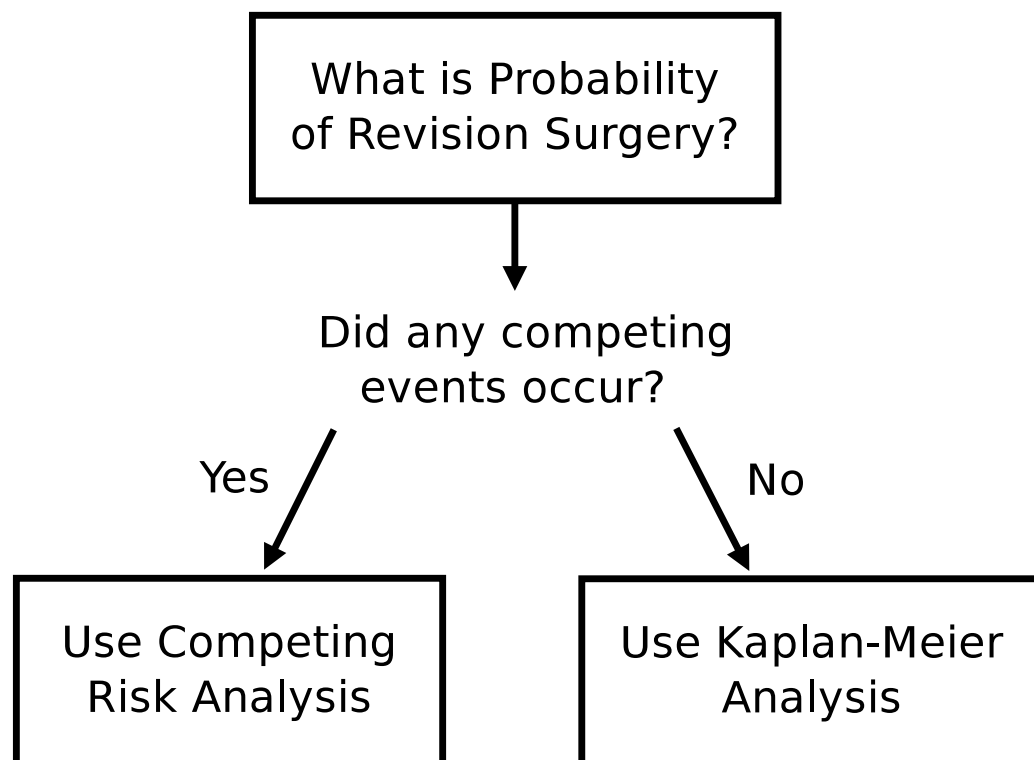 What is Probability
of Revision Surgery?
Did any competing
events occur?
Yes
No
Use Competing
Risk Analysis
Use Kaplan-Meier
Analysis